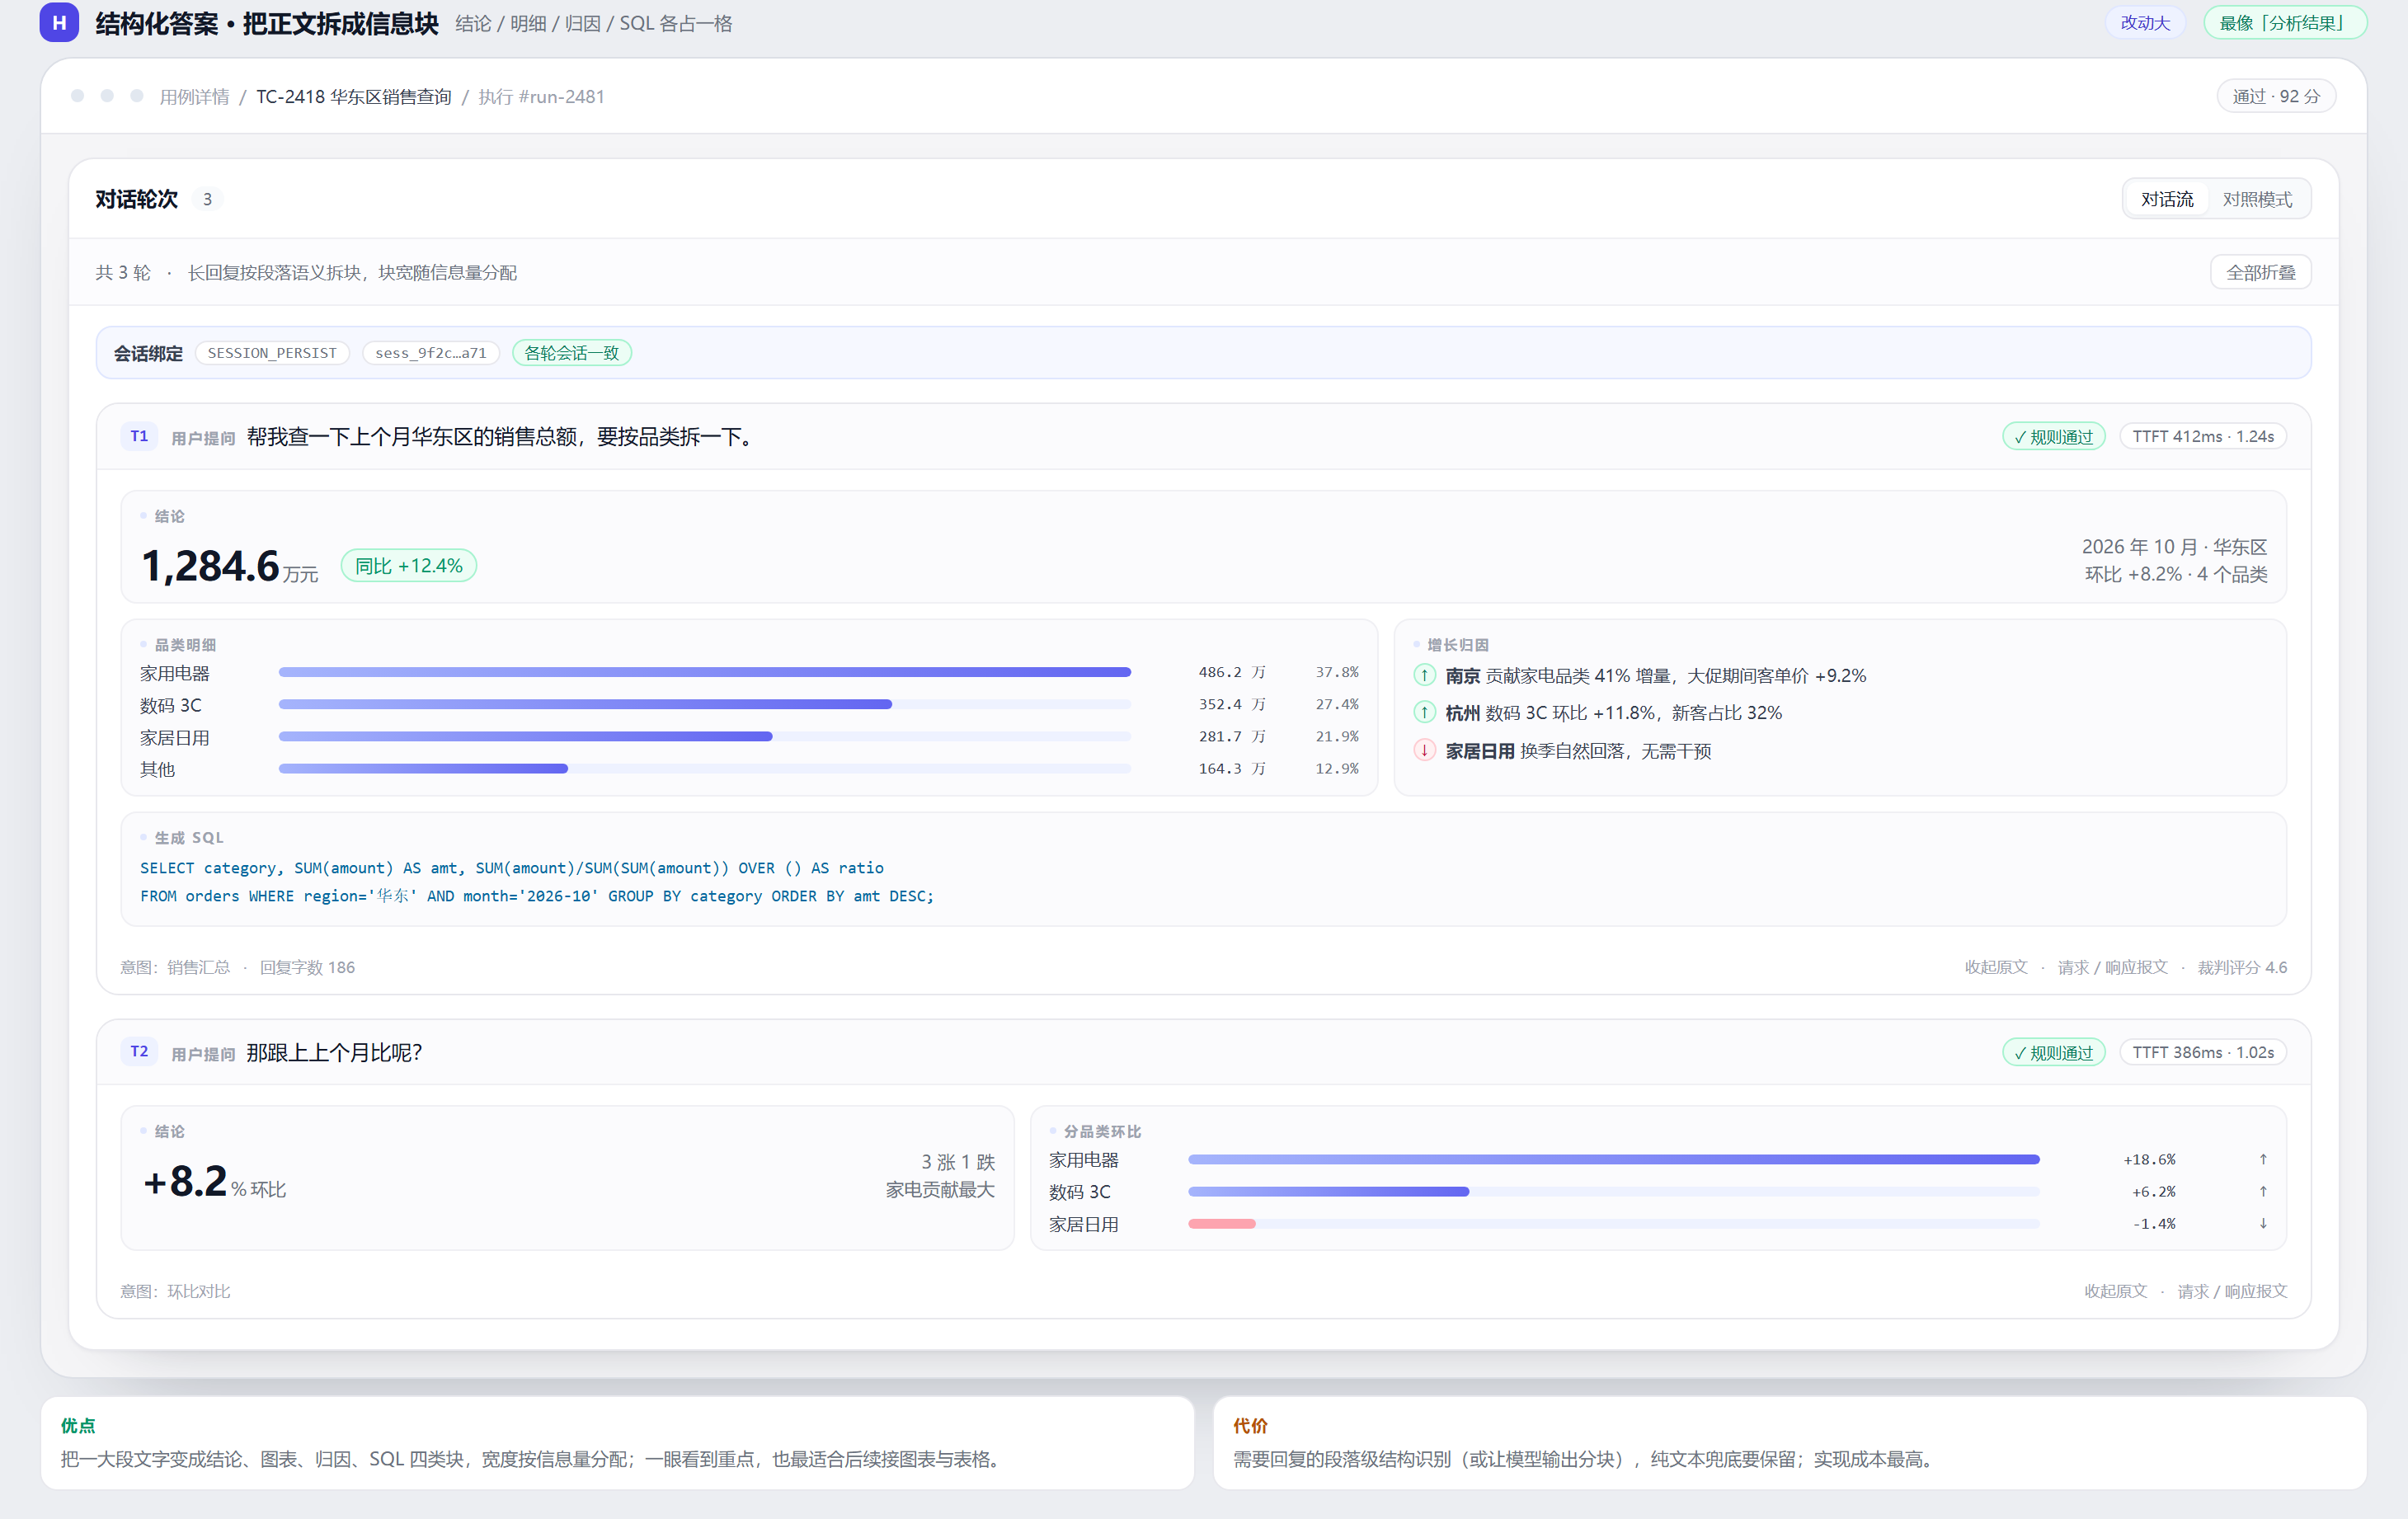 H 结构化答案 • 把正文拆成信息块 结论 / 明细 / 归因 / SQL 各占一格 改动大 最像「分析结果」
用例详情 / TC-2418 华东区销售查询 / 执行 #run-2481 通过 · 92 分
对话轮次 3 对话流 对照模式
共 3 轮 · 长回复按段落语义拆块，块宽随信息量分配 全部折叠
会话绑定 SESSION_PERSIST sess_9f2c…a71 各轮会话一致
T1 用户提问 帮我查一下上个月华东区的销售总额，要按品类拆一下。 ✓ 规则通过 TTFT 412ms · 1.24s
结论
1,284.6 万元 同比 +12.4%
2026 年 10 月 · 华东区
环比 +8.2% · 4 个品类
品类明细
家用电器 486.2 万 37.8%
数码 3C 352.4 万 27.4%
家居日用 281.7 万 21.9%
其他 164.3 万 12.9%
增长归因
↑ 南京 贡献家电品类 41% 增量，大促期间客单价 +9.2%
↑ 杭州 数码 3C 环比 +11.8%，新客占比 32%
↓ 家居日用 换季自然回落，无需干预
生成 SQL
SELECT category, SUM(amount) AS amt, SUM(amount)/SUM(SUM(amount)) OVER () AS ratio
FROM orders WHERE region='华东' AND month='2026-10' GROUP BY category ORDER BY amt DESC;
意图：销售汇总 · 回复字数 186 收起原文 · 请求 / 响应报文 · 裁判评分 4.6
T2 用户提问 那跟上上个月比呢？ ✓ 规则通过 TTFT 386ms · 1.02s
结论
+8.2 % 环比
3 涨 1 跌
家电贡献最大
分品类环比
家用电器 +18.6% ↑
数码 3C +6.2% ↑
家居日用 -1.4% ↓
意图：环比对比 收起原文 · 请求 / 响应报文
优点
把一大段文字变成结论、图表、归因、SQL 四类块，宽度按信息量分配；一眼看到重点，也最适合后续接图表与表格。
代价
需要回复的段落级结构识别（或让模型输出分块），纯文本兜底要保留；实现成本最高。